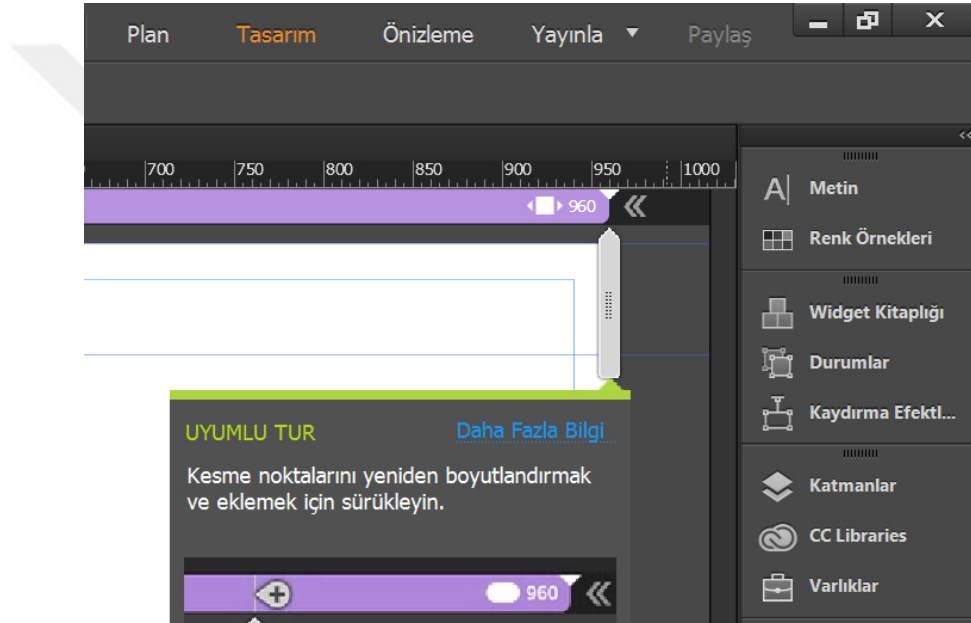 Plan Tasarım Önizleme Yayınla Paylaş
700 750 800 850 900 950 1000
960
Metin
Renk Örnekleri
Widget Kitaplığı
Durumlar
Kaydırma Efektl...
Katmanlar
CC Libraries
Varlıklar
UYUMLU TUR Daha Fazla Bilgi
Kesme noktalarını yeniden boyutlandırmak
ve eklemek için sürükleyin.
960